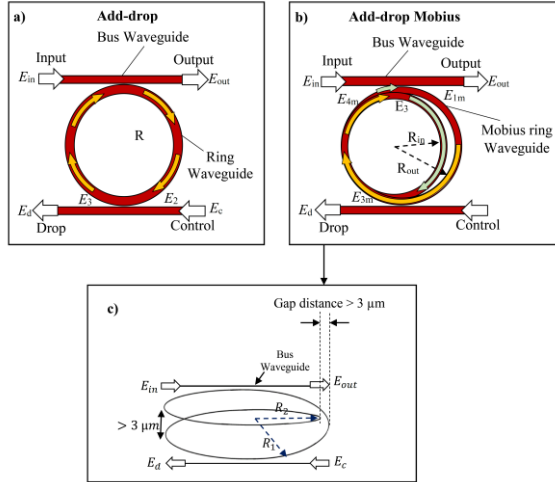 a)
Add-drop
Input
Output
Bus Waveguide
E_in
E_out
R
Ring
Waveguide
E_3
E_2
E_d
E_c
Drop
Control
b)
Add-drop Mobius
Bus Waveguide
Input
Output
E_in
E_out
E_4m
E_3
E_1m
Mobius ring
Waveguide
R_in
R_out
E_3m
E_d
Drop
Control
c)
Gap distance > 3 µm
Bus
Waveguide
E_in
E_out
R_2
> 3 µm
R_1
E_d
E_c